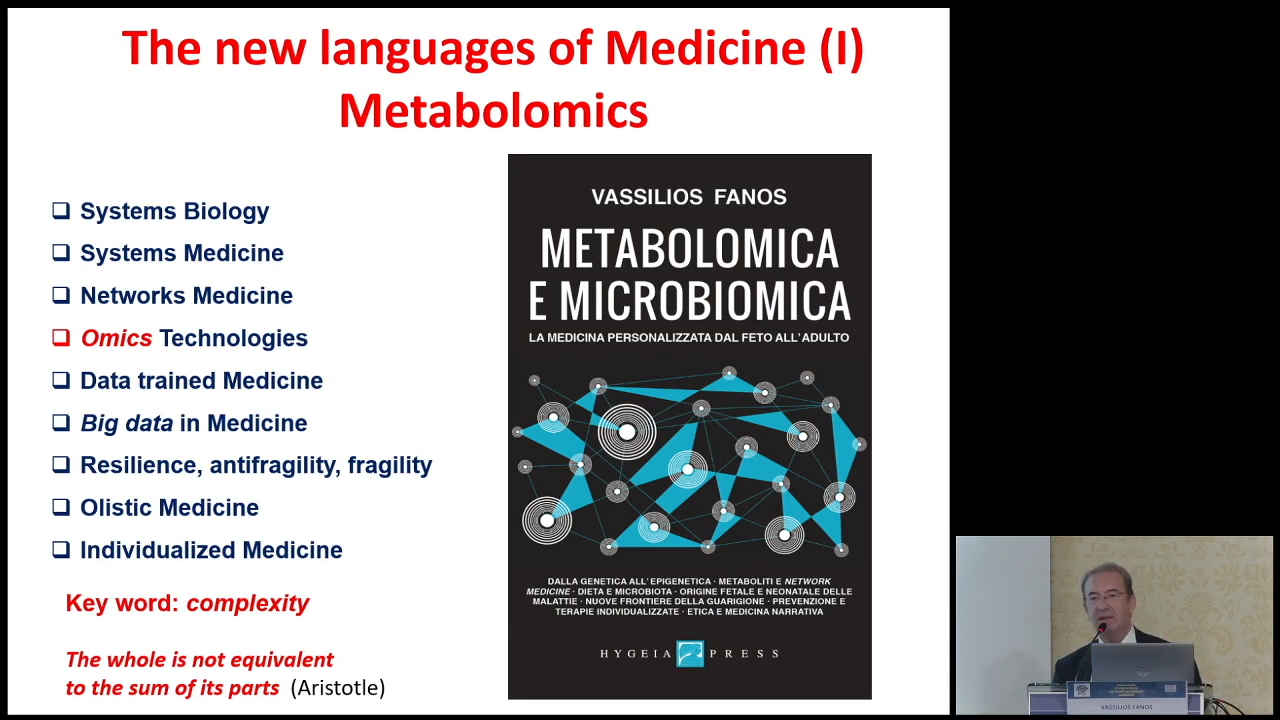 The new languages of Medicine (I)
Metabolomics
Systems Biology
Systems Medicine
Networks Medicine
Omics Technologies
Data trained Medicine
Big data in Medicine
Resilience, antifragility, fragility
Olistic Medicine
Individualized Medicine
Key word: complexity
The whole is not equivalent
to the sum of its parts (Aristotle)
VASSILIOS FANOS
METABOLOMICA
E MICROBIOMICA
LA MEDICINA PERSONALIZZATA DAL FETO ALL'ADULTO
DALLA GENETICA ALL'EPIGENETICA · METABOLITI E NETWORK
MEDICINE · DIETA E MICROBIOTA · ORIGINE FETALE E NEONATALE DELLE
MALATTIE · NUOVE FRONTIERE DELLA GUARIGIONE · PREVENZIONE E
TERAPIE INDIVIDUALIZZATE · ETICA E MEDICINA NARRATIVA
HYGEIA PRESS
VASSILIOS FANOS